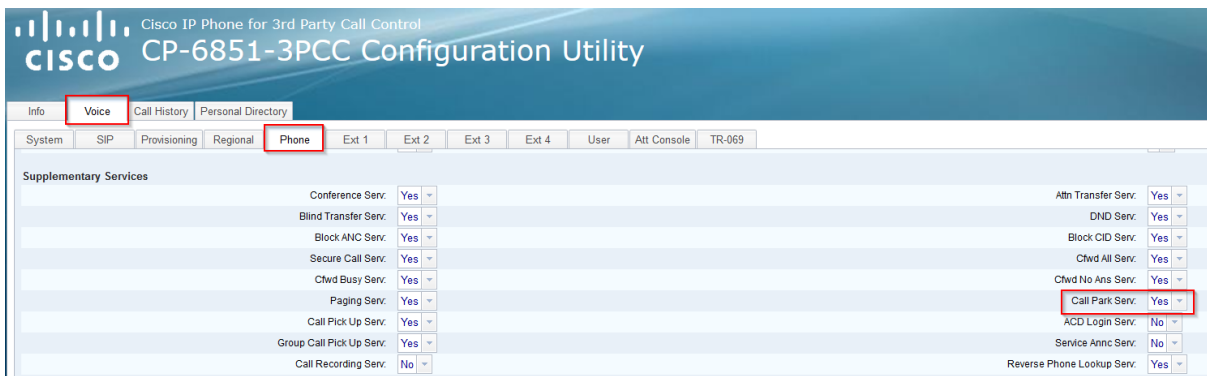 Cisco IP Phone for 3rd Party Call Control
CISCO CP-6851-3PCC Configuration Utility
Info Voice Call History Personal Directory
System SIP Provisioning Regional Phone Ext 1 Ext 2 Ext 3 Ext 4 User Att Console TR-069
Supplementary Services
Conference Serv: Yes Attn Transfer Serv: Yes
Blind Transfer Serv: Yes DND Serv: Yes
Block ANC Serv: Yes Block CID Serv: Yes
Secure Call Serv: Yes Cfwd All Serv: Yes
Cfwd Busy Serv: Yes Cfwd No Ans Serv: Yes
Paging Serv: Yes Call Park Serv: Yes
Call Pick Up Serv: Yes ACD Login Serv: No
Group Call Pick Up Serv: Yes Service Annc Serv: No
Call Recording Serv: No Reverse Phone Lookup Serv: Yes